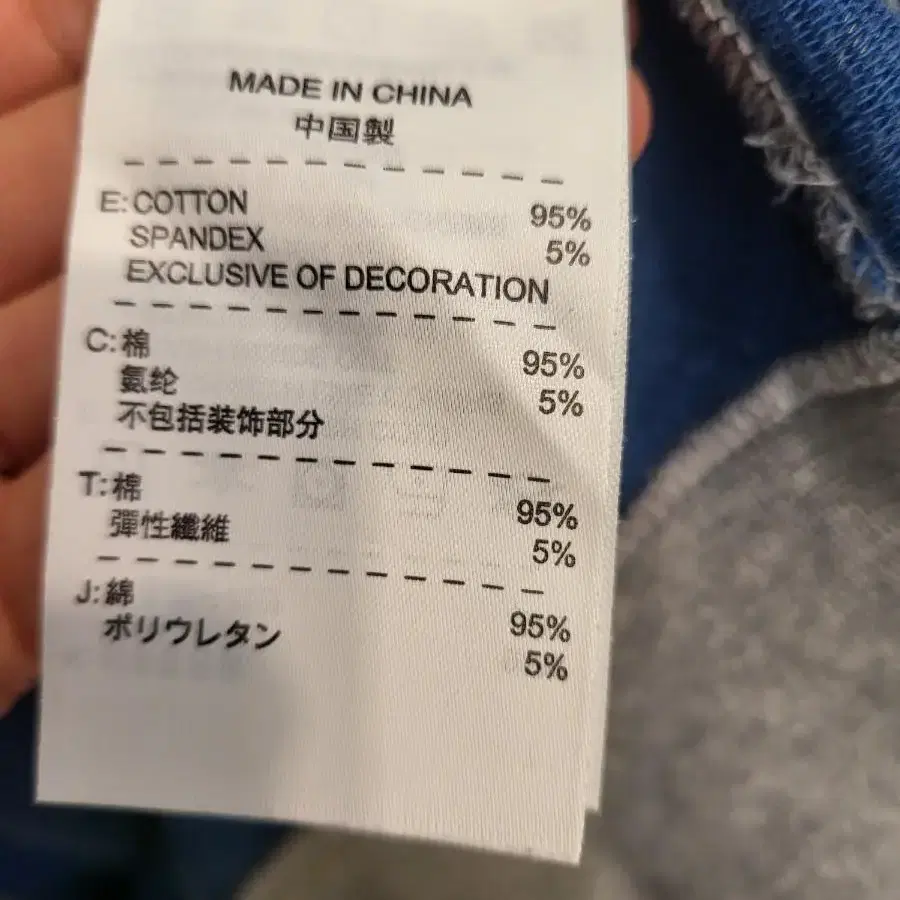 MADE IN CHINA
中国製
E: COTTON 95%
SPANDEX 5%
EXCLUSIVE OF DECORATION
C: 棉 95%
氨纶 5%
不包括装饰部分
T: 棉 95%
彈性纖維 5%
J: 綿 95%
ポリウレタン 5%